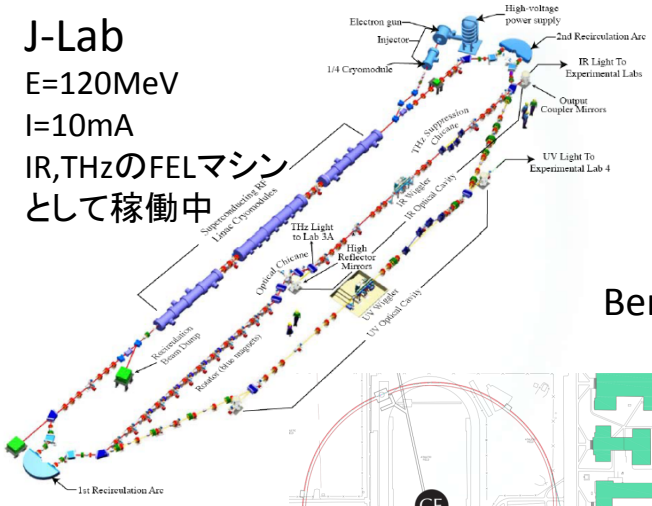 J-Lab
E=120MeV
I=10mA
IR,THzのFELマシン
として稼働中
High-voltage
power supply
Electron gun
Injector
1/4 Cryomodule
2nd Recirculation Arc
IR Light To
Experimental Labs
Output
Coupler Mirrors
THz Suppression
Chicane
UV Light To
Experimental Lab 4
Superconducting RF
Linac Cryomodules
IR Wiggler
IR Optical Cavity
THz Light
to Lab 3A
Optical Chicane
High
Reflector
Mirrors
UV Wiggler
UV Optical Cavity
Recirculation
Beam Dump
Rotator (blue magnets)
1st Recirculation Arc
Ber
CE